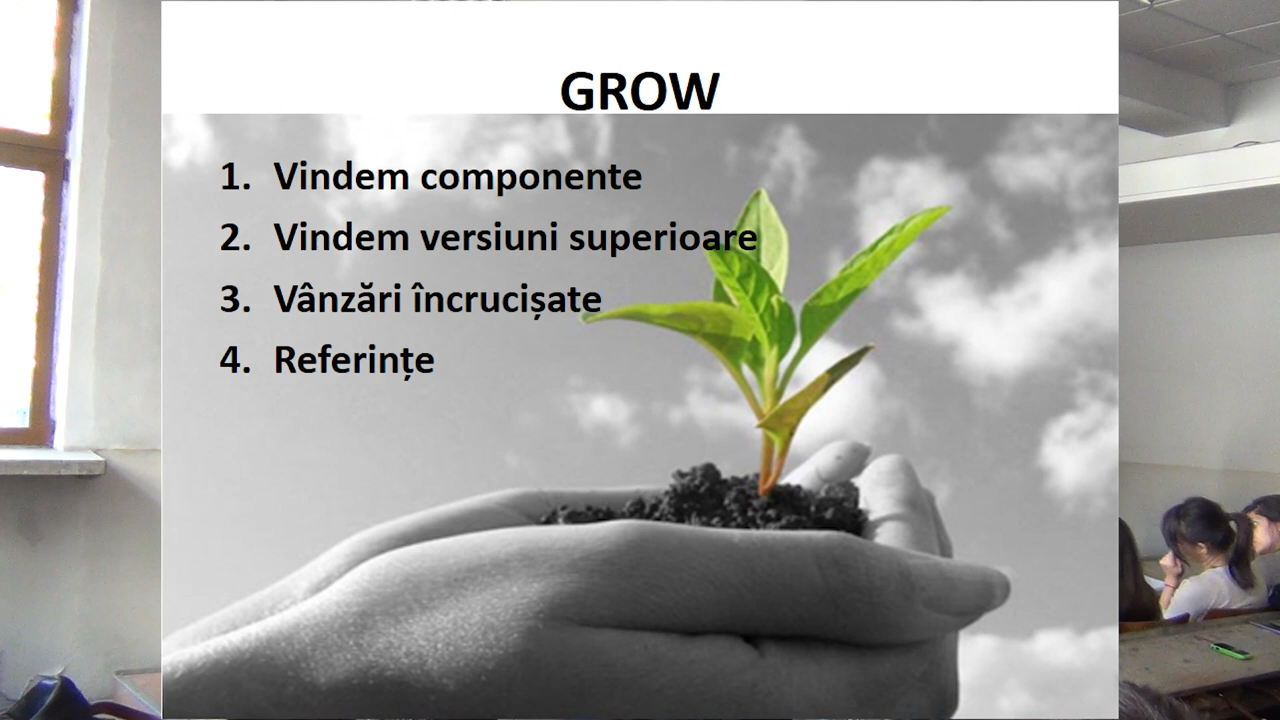 GROW
1. Vindem componente
2. Vindem versiuni superioare
3. Vânzări încrucișate
4. Referințe